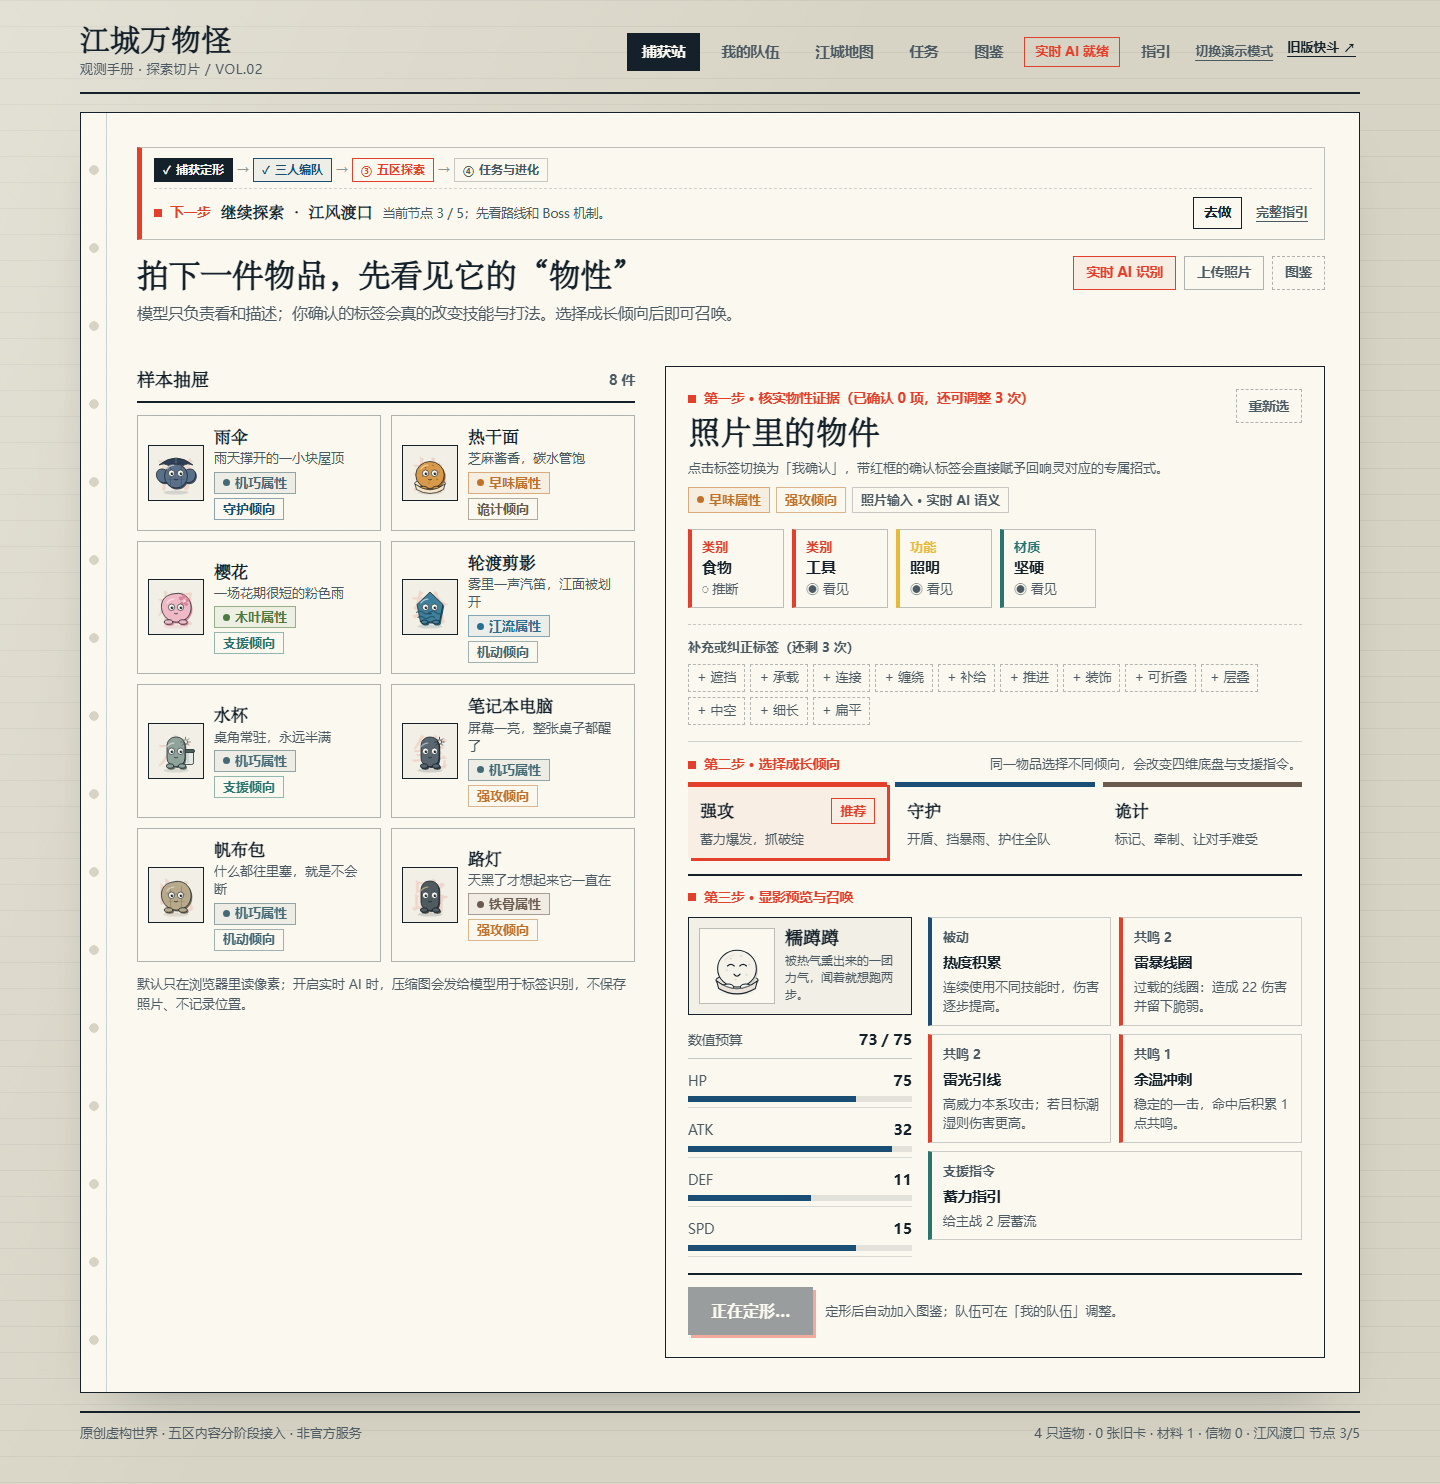 江城万物怪
观测手册 · 探索切片 / VOL.02
捕获站
我的队伍
江城地图
任务
图鉴
实时 AI 就绪
指引
切换演示模式
旧版快斗 ↗
✓ 捕获定形 → ✓ 三人编队 → ③ 五区探索 → ④ 任务与进化
下一步 继续探索 · 江风渡口 当前节点 3 / 5；先看路线和 Boss 机制。
去做
完整指引
拍下一件物品，先看见它的“物性”
模型只负责看和描述；你确认的标签会真的改变技能与打法。选择成长倾向后即可召唤。
实时 AI 识别
上传照片
图鉴
样本抽屉
8 件
雨伞
雨天撑开的一小块屋顶
机巧属性
守护倾向
热干面
芝麻酱香，碳水管饱
早味属性
诡计倾向
樱花
一场花期很短的粉色雨
木叶属性
支援倾向
轮渡剪影
雾里一声汽笛，江面被划
开
江流属性
机动倾向
水杯
桌角常驻，永远半满
机巧属性
支援倾向
笔记本电脑
屏幕一亮，整张桌子都醒
了
机巧属性
强攻倾向
帆布包
什么都往里塞，就是不会
断
机巧属性
机动倾向
路灯
天黑了才想起来它一直在
铁骨属性
强攻倾向
默认只在浏览器里读像素；开启实时 AI 时，压缩图会发给模型用于标签识别，不保存
照片、不记录位置。
第一步 • 核实物性证据（已确认 0 项，还可调整 3 次）
照片里的物件
重新选
点击标签切换为「我确认」，带红框的确认标签会直接赋予回响灵对应的专属招式。
早味属性
强攻倾向
照片输入 • 实时 AI 语义
类别
食物
○ 推断
类别
工具
◉ 看见
功能
照明
◉ 看见
材质
坚硬
◉ 看见
补充或纠正标签（还剩 3 次）
+ 遮挡
+ 承载
+ 连接
+ 缠绕
+ 补给
+ 推进
+ 装饰
+ 可折叠
+ 层叠
+ 中空
+ 细长
+ 扁平
第二步 • 选择成长倾向
同一物品选择不同倾向，会改变四维底盘与支援指令。
强攻
推荐
蓄力爆发，抓破绽
守护
开盾、挡暴雨、护住全队
诡计
标记、牵制、让对手难受
第三步 • 显影预览与召唤
糯蹲蹲
被热气熏出来的一团
力气，闻着就想跑两
步。
数值预算
73 / 75
HP
75
ATK
32
DEF
11
SPD
15
被动
热度积累
连续使用不同技能时，伤害
逐步提高。
共鸣 2
雷暴线圈
过载的线圈：造成 22 伤害
并留下脆弱。
共鸣 2
雷光引线
高威力本系攻击；若目标潮
湿则伤害更高。
共鸣 1
余温冲刺
稳定的一击，命中后积累 1
点共鸣。
支援指令
蓄力指引
给主战 2 层蓄流
正在定形...
定形后自动加入图鉴；队伍可在「我的队伍」调整。
原创虚构世界 · 五区内容分阶段接入 · 非官方服务
4 只造物 · 0 张旧卡 · 材料 1 · 信物 0 · 江风渡口 节点 3/5